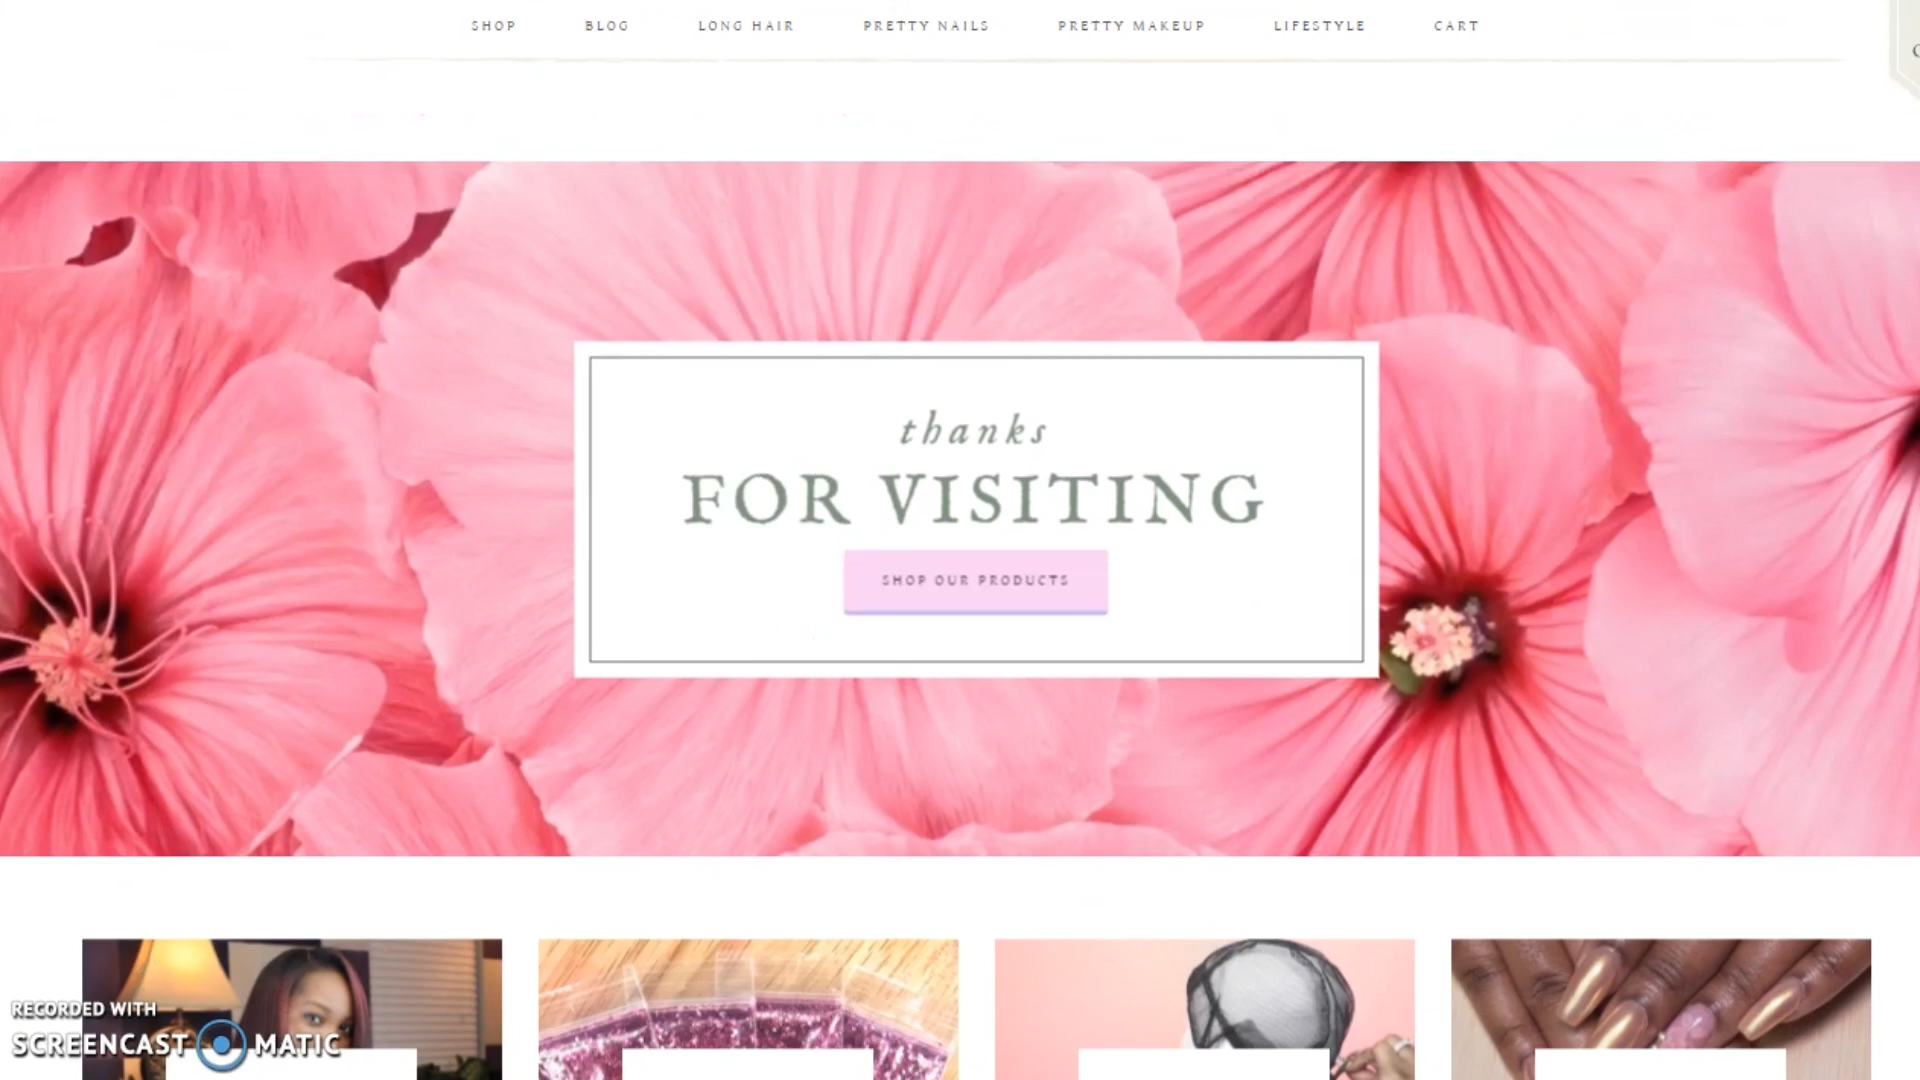 SHOP BLOG LONG HAIR PRETTY NAILS PRETTY MAKEUP LIFESTYLE CART
thanks
FOR VISITING
SHOP OUR PRODUCTS
RECORDED WITH
SCREENCAST MATIC